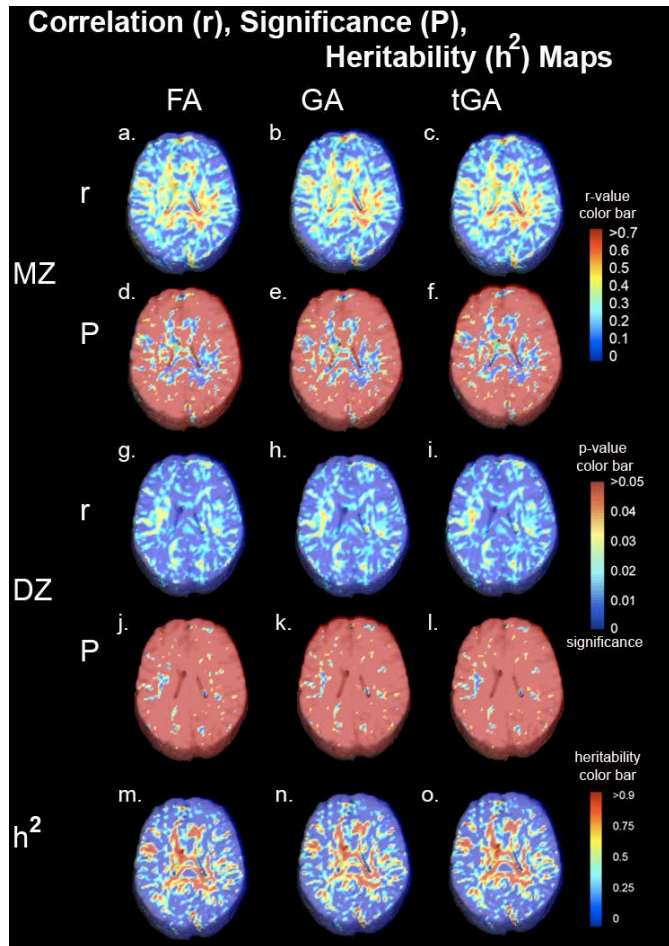 Correlation (r), Significance (P),
Heritability (h²) Maps
FA GA tGA
a. b. c.
r
MZ
d. e. f.
P
r-value
color bar
>0.7
0.6
0.5
0.4
0.3
0.2
0.1
0
g. h. i.
r
DZ
j. k. l.
P
p-value
color bar
>0.05
0.04
0.03
0.02
0.01
0
significance
m. n. o.
h²
heritability
color bar
>0.9
0.75
0.5
0.25
0